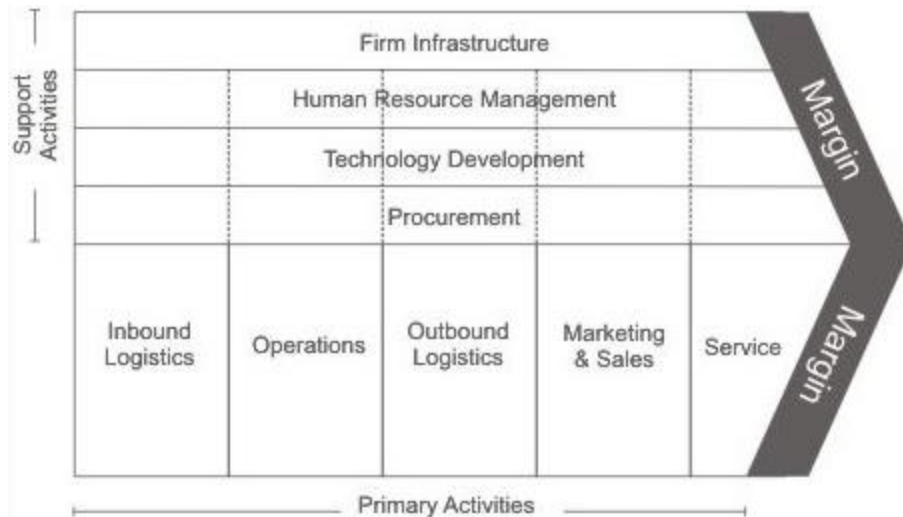 Support
Activities
Firm Infrastructure
Human Resource Management
Technology Development
Procurement
Inbound
Logistics
Operations
Outbound
Logistics
Marketing
& Sales
Service
Margin
Margin
Primary Activities